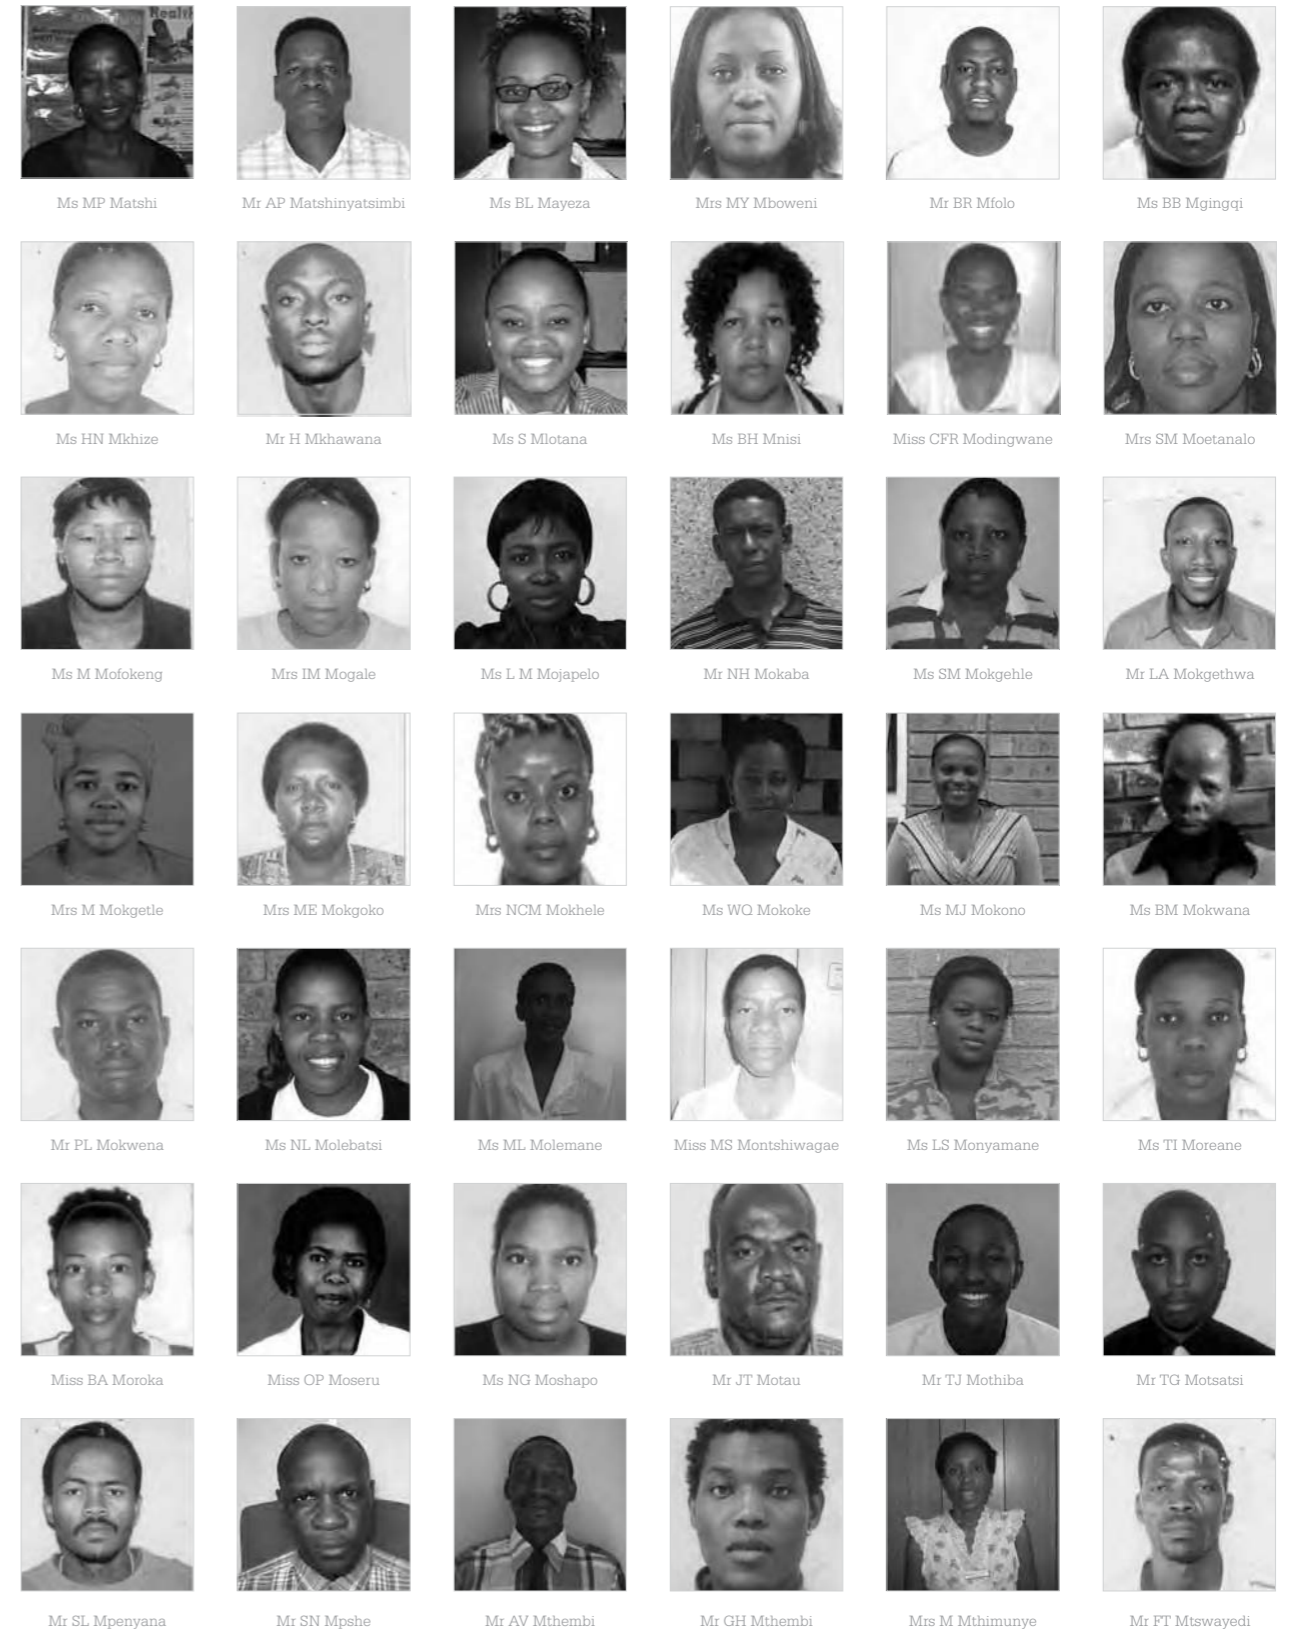 Health
Ms MP Matshi
Mr AP Matshinyatsimbi
Ms BL Mayeza
Mrs MY Mboweni
Mr BR Mfolo
Ms BB Mgingqi
Ms HN Mkhize
Mr H Mkhawana
Ms S Mlotana
Ms BH Mnisi
Miss CFR Modingwane
Mrs SM Moetanalo
Ms M Mofokeng
Mrs IM Mogale
Ms L M Mojapelo
Mr NH Mokaba
Ms SM Mokgehle
Mr LA Mokgethwa
Mrs M Mokgetle
Mrs ME Mokgoko
Mrs NCM Mokhele
Ms WQ Mokoke
Ms MJ Mokono
Ms BM Mokwana
Mr PL Mokwena
Ms NL Molebatsi
Ms ML Molemane
Miss MS Montshiwagae
Ms LS Monyamane
Ms TI Moreane
Miss BA Moroka
Miss OP Moseru
Ms NG Moshapo
Mr JT Motau
Mr TJ Mothiba
Mr TG Motsatsi
Mr SL Mpenyana
Mr SN Mpshe
Mr AV Mthembi
Mr GH Mthembi
Mrs M Mthimunye
Mr FT Mtswayedi